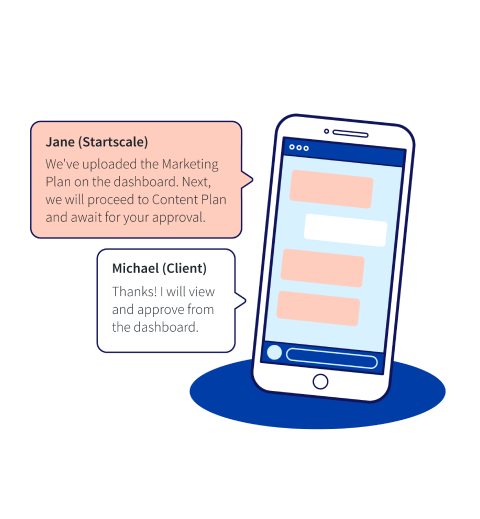 Jane (Startscale)
We've uploaded the Marketing
Plan on the dashboard. Next,
we will proceed to Content Plan
and await for your approval.
Michael (Client)
Thanks! I will view
and approve from
the dashboard.